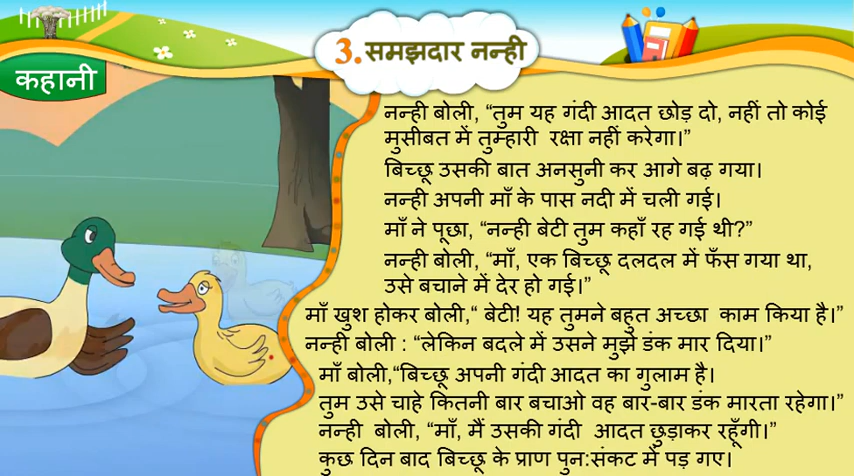 3. समझदार नन्ही
कहानी
नन्ही बोली, “तुम यह गंदी आदत छोड़ दो, नहीं तो कोई
मुसीबत में तुम्हारी रक्षा नहीं करेगा।”
बिच्छू उसकी बात अनसुनी कर आगे बढ़ गया।
नन्ही अपनी माँ के पास नदी में चली गई।
माँ ने पूछा, “नन्ही बेटी तुम कहाँ रह गई थी?”
नन्ही बोली, “माँ, एक बिच्छू दलदल में फँस गया था,
उसे बचाने में देर हो गई।”
माँ खुश होकर बोली,“ बेटी! यह तुमने बहुत अच्छा काम किया है।”
नन्ही बोली : “लेकिन बदले में उसने मुझे डंक मार दिया।”
माँ बोली,“बिच्छू अपनी गंदी आदत का गुलाम है।
तुम उसे चाहे कितनी बार बचाओ वह बार-बार डंक मारता रहेगा।”
नन्ही बोली, “माँ, मैं उसकी गंदी आदत छुड़ाकर रहूँगी।”
कुछ दिन बाद बिच्छू के प्राण पुन:संकट में पड़ गए।